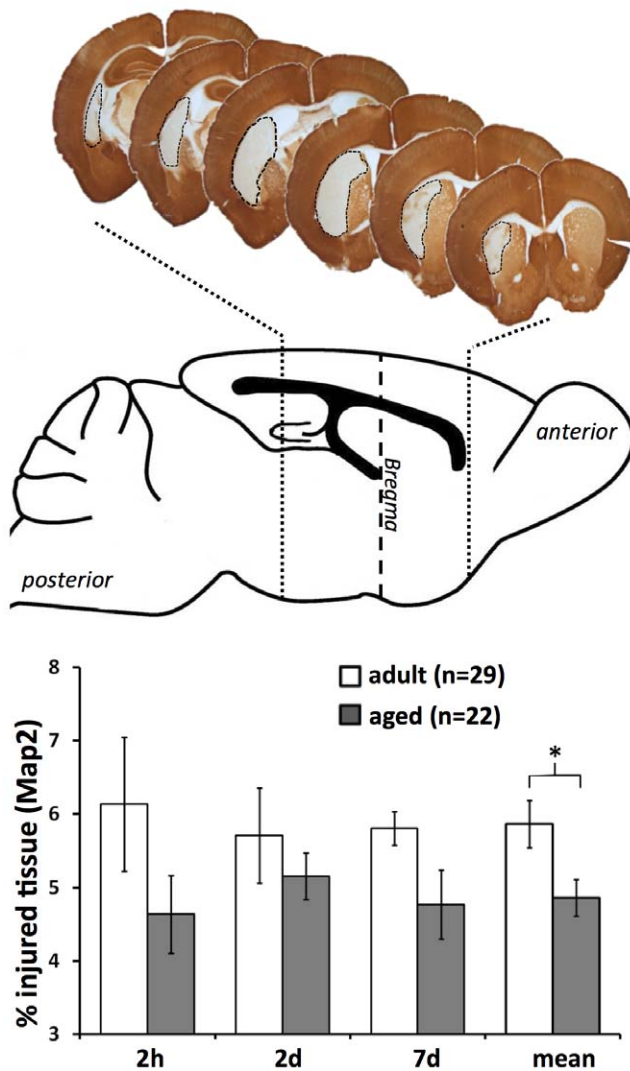 anterior
Bregma
posterior
8
adult (n=29)
aged (n=22)
7
*
6
5
4
3
% injured tissue (Map2)
2h 2d 7d mean